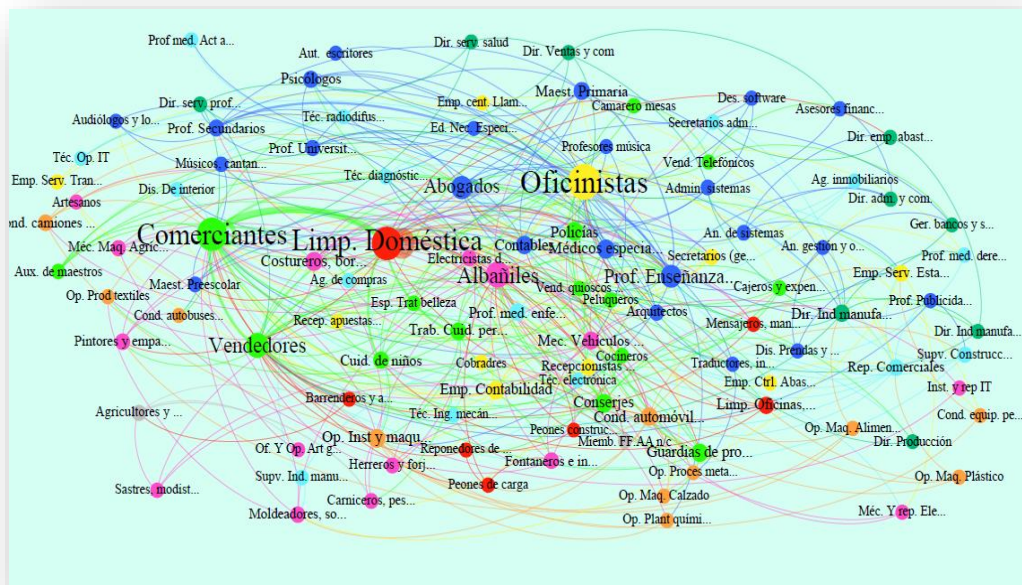 Prof med. Act a...
Aut. escritores
Dir. serv. salud
Dir. Ventas y com
Psicólogos
Maest. Primaria
Des. software
Dir. serv. prof...
Emp. cent. Llam...
Camarero mesas
Asesores financ...
Audiólogos y lo...
Prof. Secundarios
Téc. radiodifus...
Ed. Nec. Especi...
Secretarios adm...
Dir. emp. abast...
Téc. Op. IT
Músicos, cantan...
Prof. Universit...
Profesores música
Vend. Telefónicos
Emp. Serv. Tran...
Dis. De interior
Téc. diagnóstic...
Abogados
Oficinistas
Admin. sistemas
Ag. inmobiliarios
Artesanos
Dir. adm y com.
ond. camiones ...
Comerciantes
Limp. Doméstica
Policías
An. de sistemas
Ger. bancos y s...
Méc. Maq. Agríc...
Contables
Médicos especia...
An. gestión y o...
Costureros, bor...
Electricistas d...
Secretarios (ge...
Prof. med. dere...
Aux. de maestros
Maest. Preescolar
Ag. de compras
Albañiles
Prof. Enseñanza...
Emp. Serv. Esta...
Op. Prod textiles
Vend. quioscos ...
Cajeros y expen...
Esp. Trat belleza
Peluqueros
Prof. Publicida...
Cond. autobuses...
Recep. apuestas...
Prof. med. enfe...
Arquitectos
Dir. Ind manufa...
Trab. Cuid. per...
Mensajeros, man...
Dir. Ind manufa...
Pintores y empa...
Vendedores
Mec. Vehículos ...
Cuid. de niños
Cobradres
Cocineros
Dis. Prendas y ...
Supv. Construcc...
Recepcionistas ...
Traductores, in...
Rep. Comerciales
Téc. electrónica
Emp. Contabilidad
Emp. Ctrl. Abas...
Inst. y rep IT
Barrenderos y a...
Conserjes
Limp. Oficinas,...
Agricultores y ...
Téc. Ing. mecán...
Cond. automóvil...
Cond. equip. pe...
Peones construc...
Op. Maq. Alimen...
Op. Inst y maqu...
Miemb. FF.AA n/c
Dir. Producción
Of. Y Op. Art g...
Reponedores de ...
Guardias de pro...
Herreros y forj...
Fontaneros e in...
Supv. Ind. manu...
Op. Proces meta...
Op. Maq. Plástico
Peones de carga
Sastres, modist...
Carniceros, pes...
Op. Maq. Calzado
Moldeadores, so...
Op. Plant quími...
Méc. Y rep. Ele...